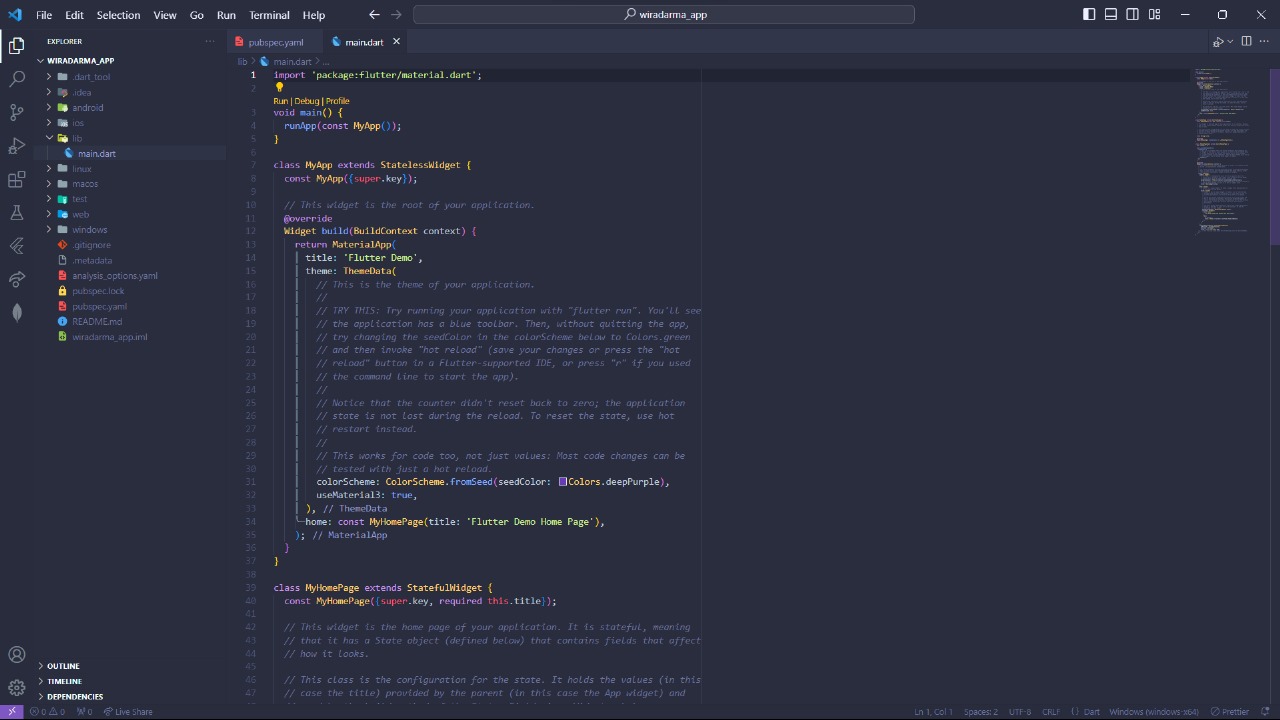 File Edit Selection View Go Run Terminal Help
wiradarma_app
EXPLORER
pubspec.yaml
main.dart
WIRADARMA_APP
.dart_tool
.idea
android
ios
lib
main.dart
linux
macos
test
web
windows
.gitignore
.metadata
analysis_options.yaml
pubspec.lock
pubspec.yaml
README.md
wiradarma_app.iml
OUTLINE
TIMELINE
DEPENDENCIES
lib > main.dart > ...
1 import 'package:flutter/material.dart';
2
Run | Debug | Profile
3 void main() {
4 runApp(const MyApp());
5 }
6
7 class MyApp extends StatelessWidget {
8 const MyApp({super.key});
9
10 // This widget is the root of your application.
11 @override
12 Widget build(BuildContext context) {
13 return MaterialApp(
14 title: 'Flutter Demo',
15 theme: ThemeData(
16 // This is the theme of your application.
17 //
18 // TRY THIS: Try running your application with "flutter run". You'll see
19 // the application has a blue toolbar. Then, without quitting the app,
20 // try changing the seedColor in the colorScheme below to Colors.green
21 // and then invoke "hot reload" (save your changes or press the "hot
22 // reload" button in a Flutter-supported IDE, or press "r" if you used
23 // the command line to start the app).
24 //
25 // Notice that the counter didn't reset back to zero; the application
26 // state is not lost during the reload. To reset the state, use hot
27 // restart instead.
28 //
29 // This works for code too, not just values: Most code changes can be
30 // tested with just a hot reload.
31 colorScheme: ColorScheme.fromSeed(seedColor: Colors.deepPurple),
32 useMaterial3: true,
33 ), // ThemeData
34 home: const MyHomePage(title: 'Flutter Demo Home Page'),
35 ); // MaterialApp
36 }
37 }
38
39 class MyHomePage extends StatefulWidget {
40 const MyHomePage({super.key, required this.title});
41
42 // This widget is the home page of your application. It is stateful, meaning
43 // that it has a State object (defined below) that contains fields that affect
44 // how it looks.
45
46 // This class is the configuration for the state. It holds the values (in this
47 // case the title) provided by the parent (in this case the App widget) and
0 0 0 Live Share
Ln 1, Col 1 Spaces: 2 UTF-8 CRLF {} Dart Windows (windows-x64) Prettier